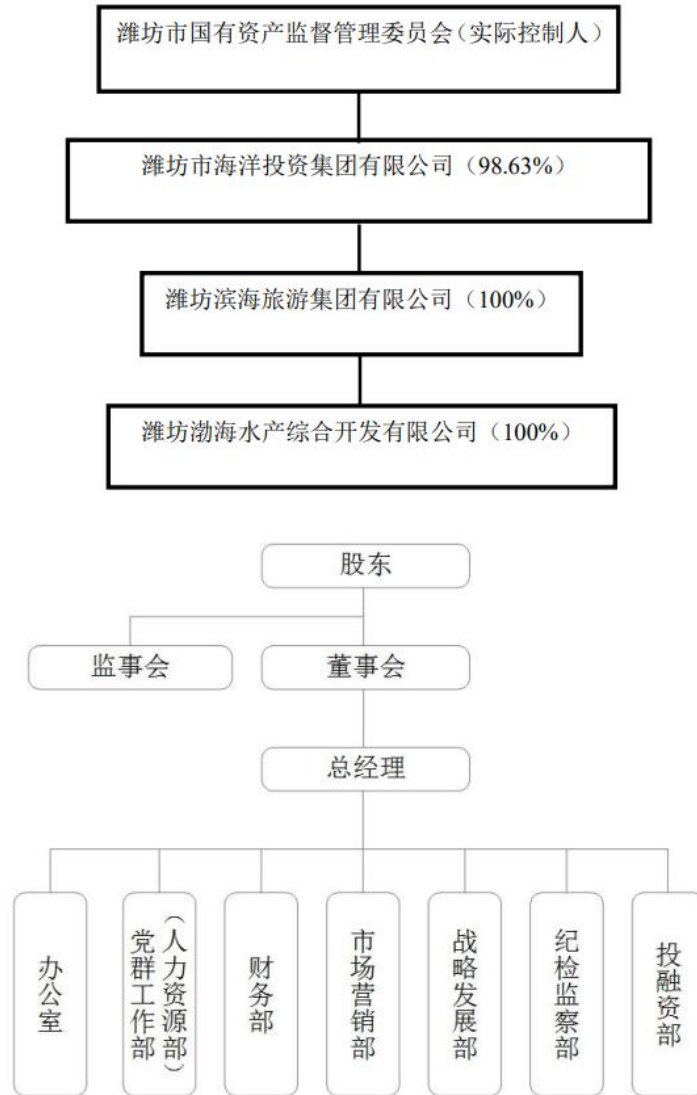 潍坊市国有资产监督管理委员会（实际控制人）
潍坊市海洋投资集团有限公司（98.63%）
潍坊滨海旅游集团有限公司（100%）
潍坊渤海水产综合开发有限公司（100%）
股东
监事会
董事会
总经理
办公室
党群工作部
（人力资源部）
财务部
市场营销部
战略发展部
纪检监察部
投融资部